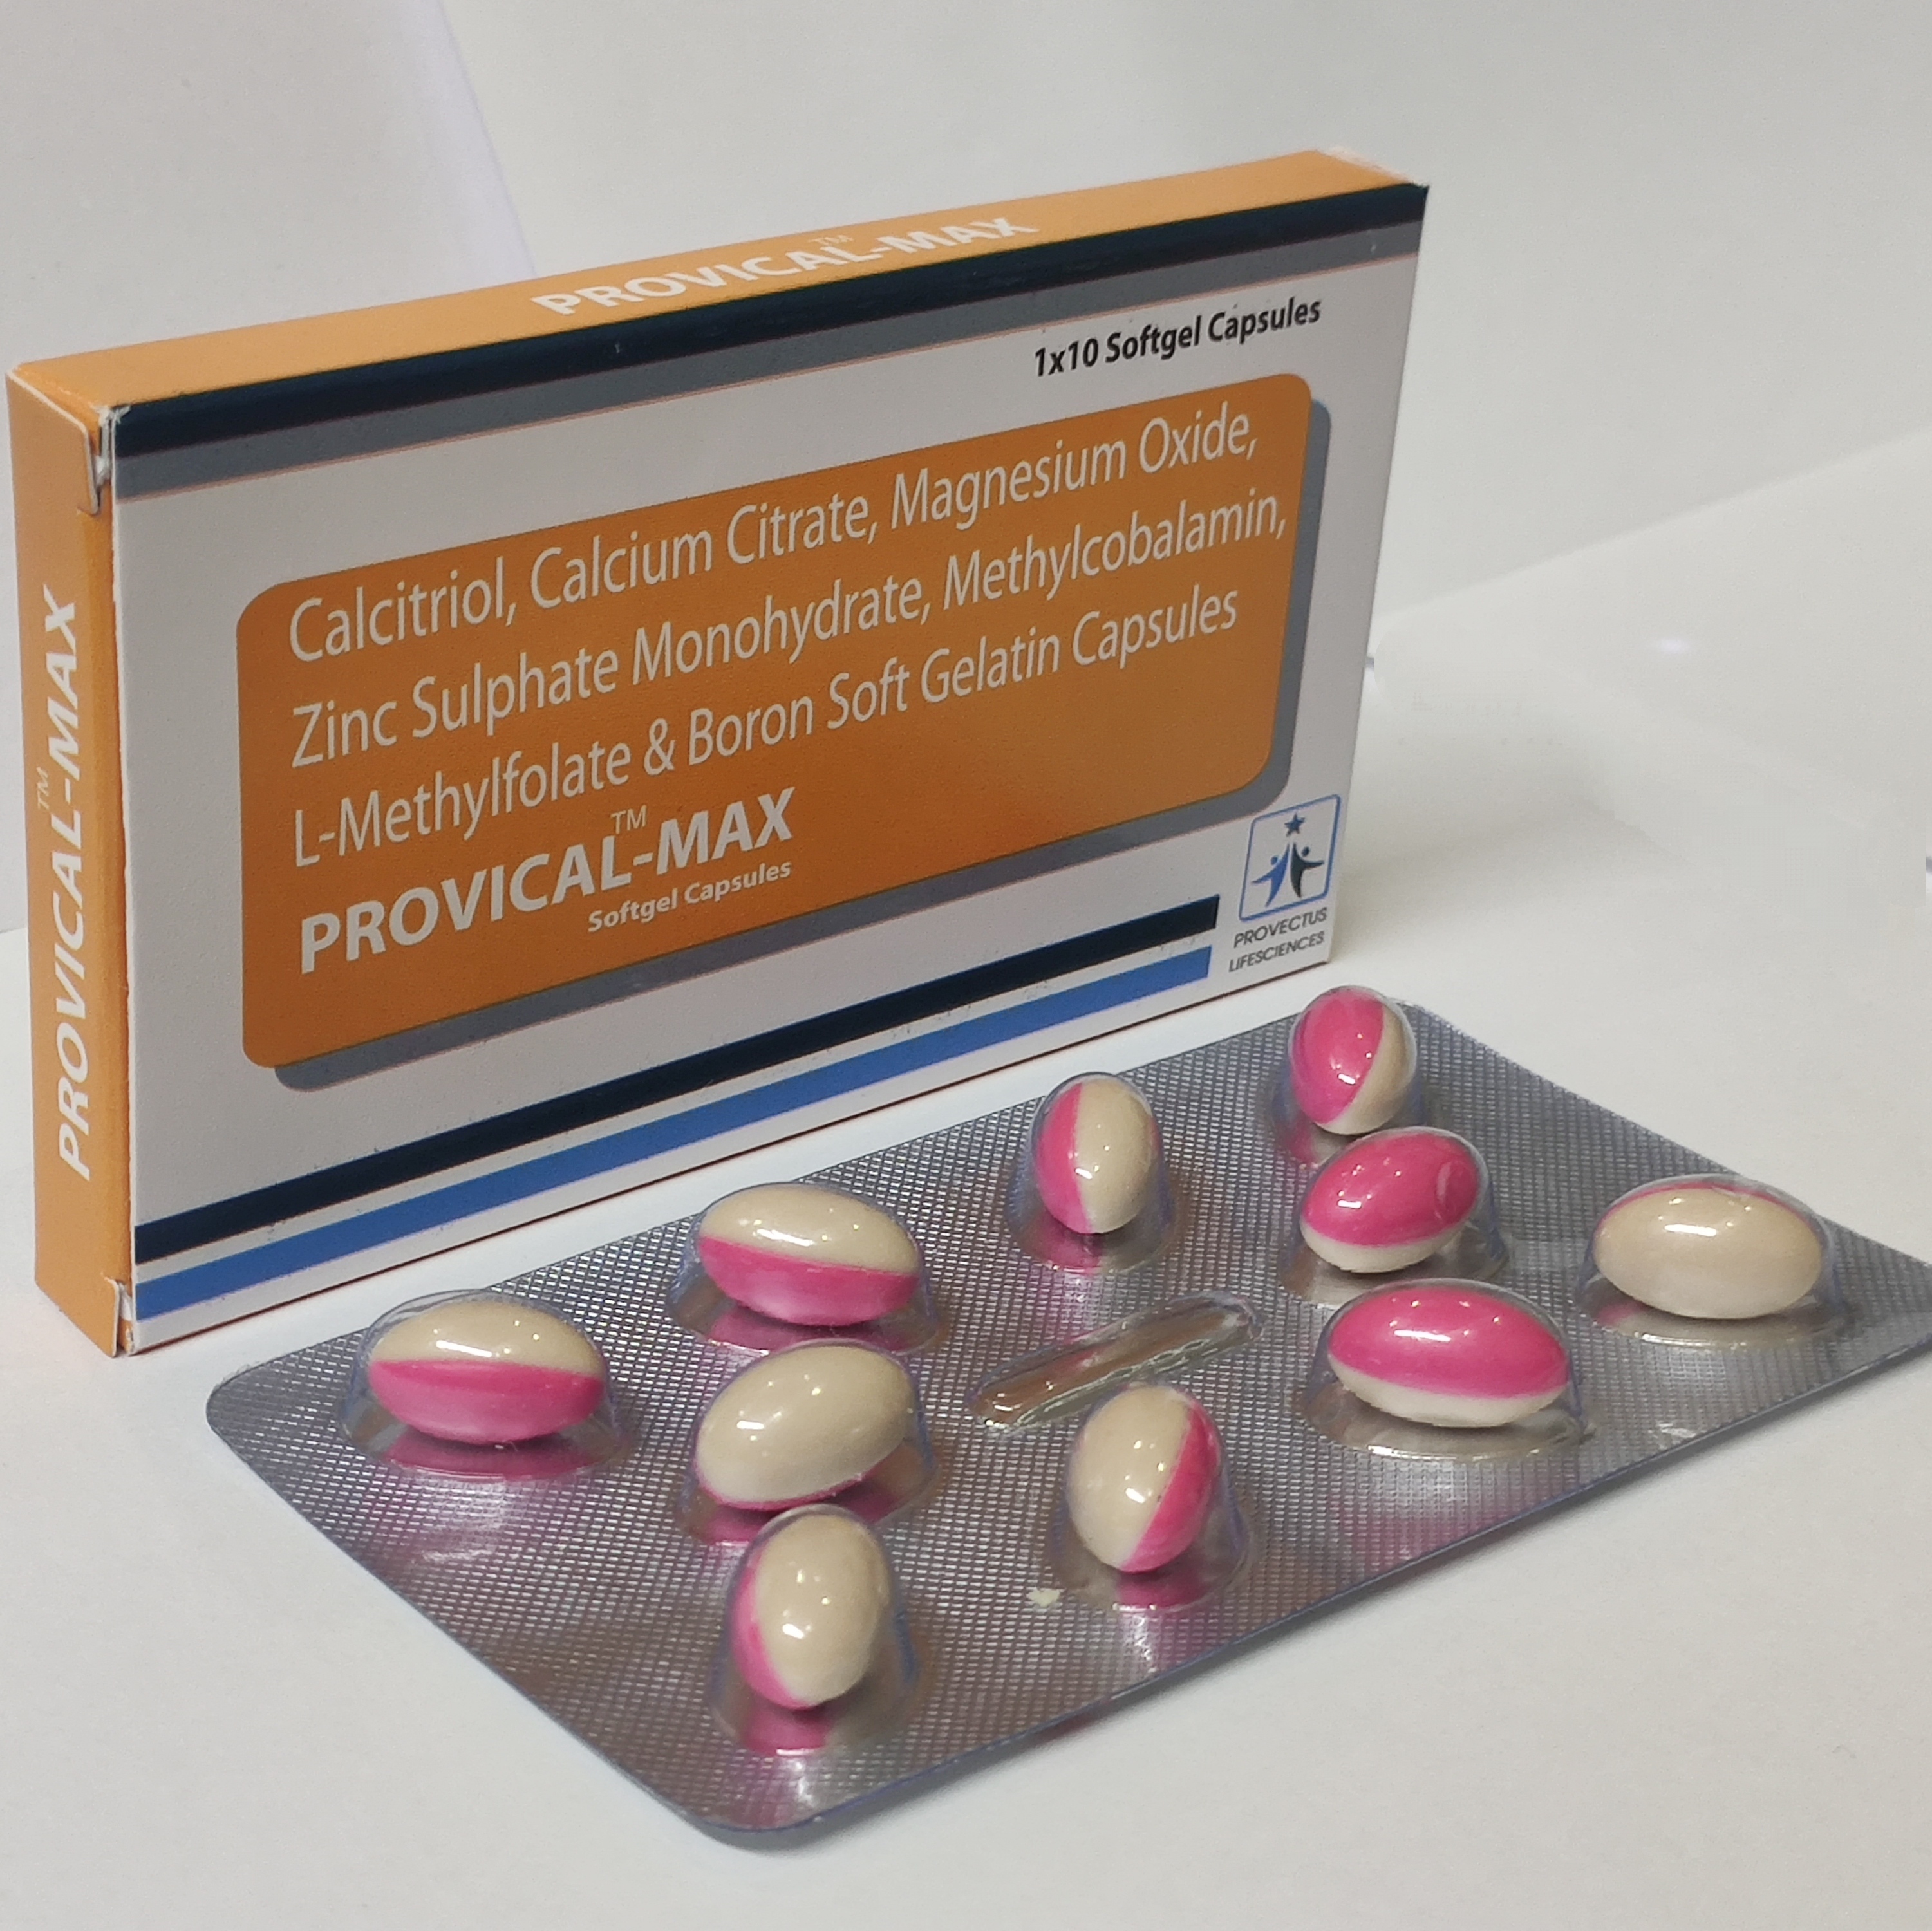 PROVICAL™-MAX
1x10 Softgel Capsules
Calcitriol, Calcium Citrate, Magnesium Oxide,
Zinc Sulphate Monohydrate, Methylcobalamin,
L-Methylfolate & Boron Soft Gelatin Capsules
PROVICAL™-MAX
Softgel Capsules
PROVECTUS
LIFESCIENCES
PROVICAL™-MAX